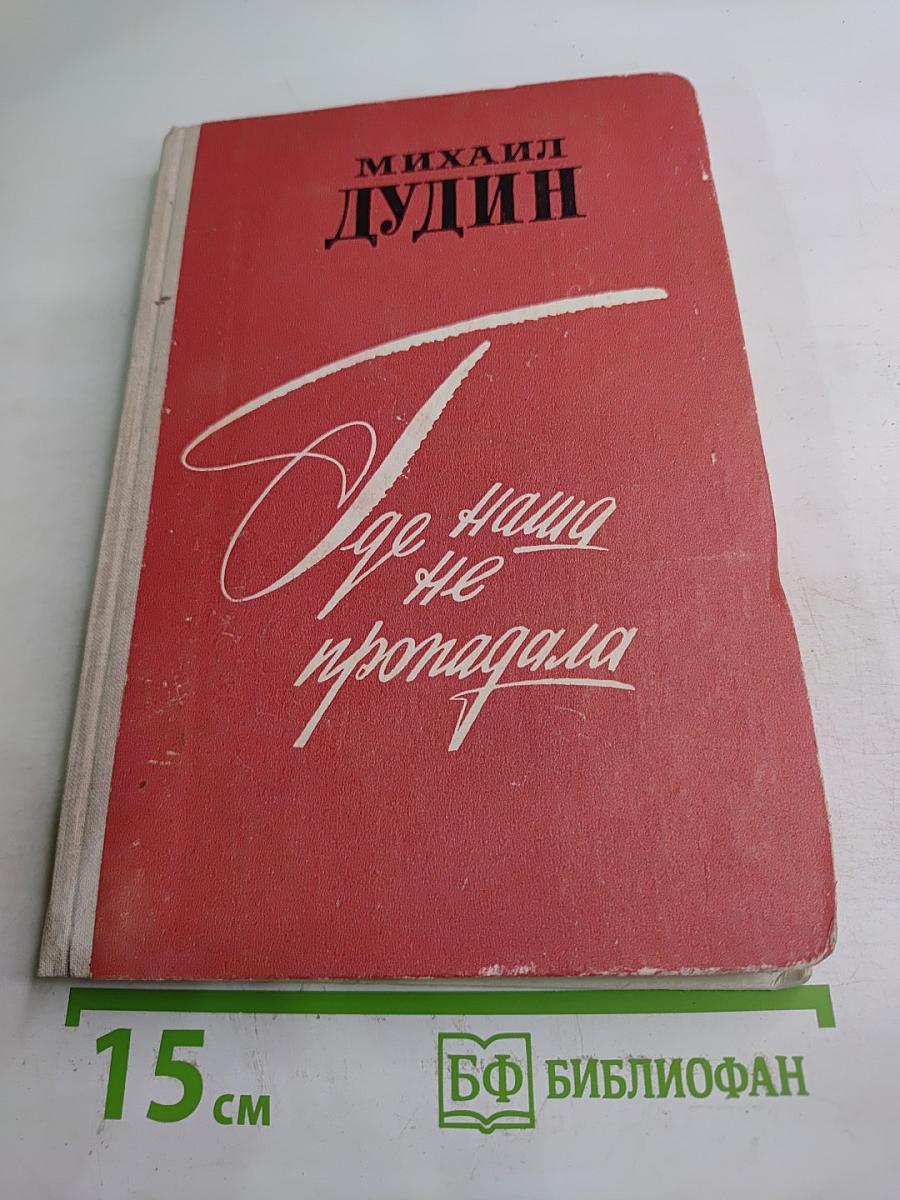 МИХАИЛ
ДУДИН
Где наша
не
пропадала
15 см
БФ БИБЛИОФАН